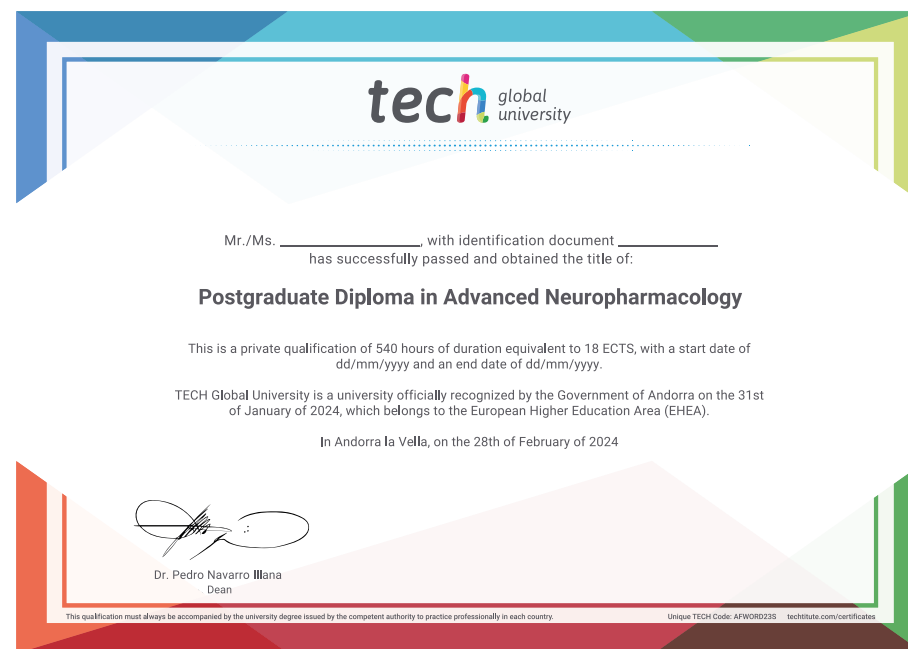 tech global university
Mr./Ms. ____________, with identification document ____________
has successfully passed and obtained the title of:
Postgraduate Diploma in Advanced Neuropharmacology
This is a private qualification of 540 hours of duration equivalent to 18 ECTS, with a start date of
dd/mm/yyyy and an end date of dd/mm/yyyy.
TECH Global University is a university officially recognized by the Government of Andorra on the 31st
of January of 2024, which belongs to the European Higher Education Area (EHEA).
In Andorra la Vella, on the 28th of February of 2024
Dr. Pedro Navarro Illana
Dean
This qualification must always be accompanied by the university degree issued by the competent authority to practice professionally in each country.
Unique TECH Code: AFWORD23S techtitute.com/certificates